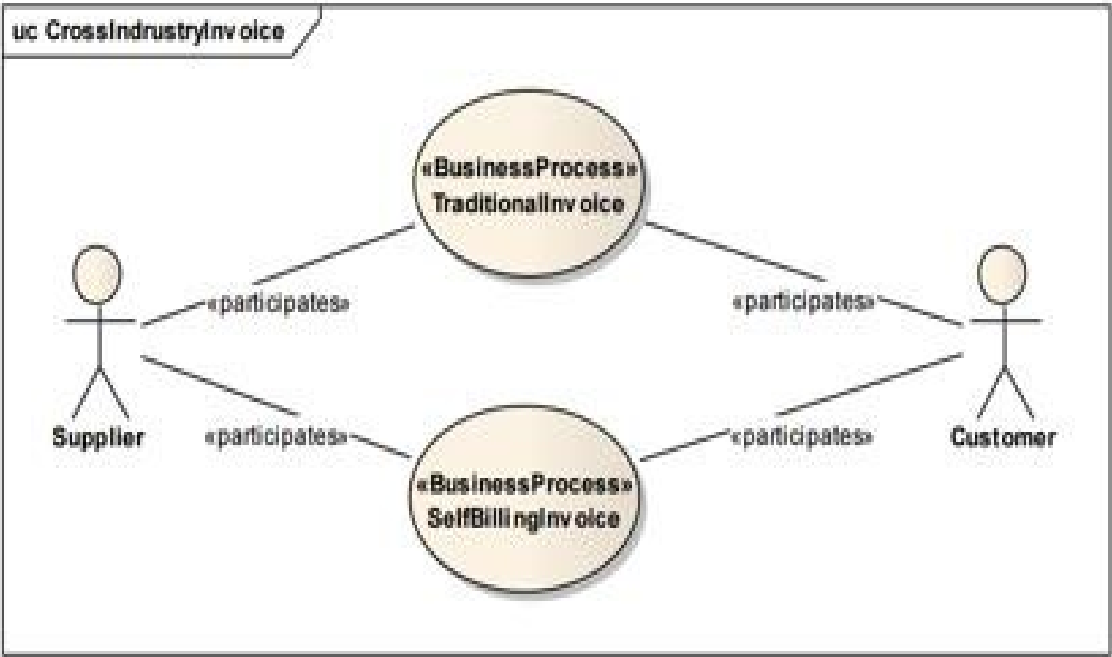 uc CrossIndrustryInvoice
«BusinessProcess»
TraditionalInvoice
«participates»
«participates»
Supplier
«participates»
«participates»
Customer
«BusinessProcess»
SelfBillingInvoice